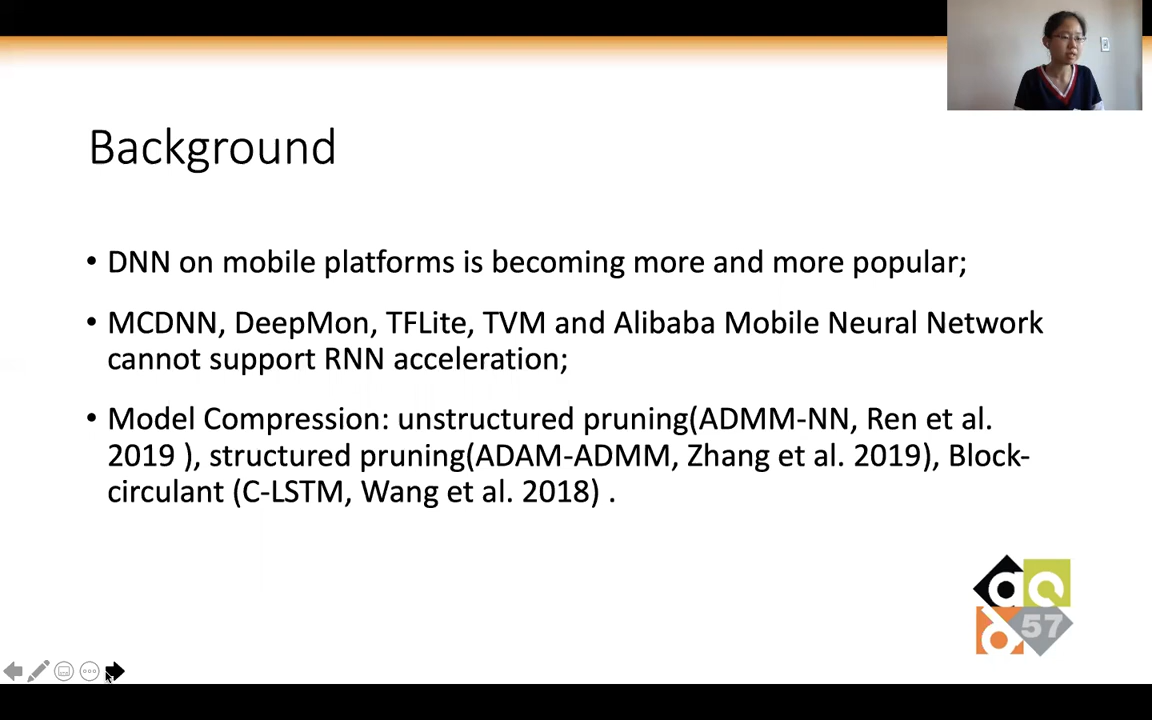 Background
• DNN on mobile platforms is becoming more and more popular;
• MCDNN, DeepMon, TFLite, TVM and Alibaba Mobile Neural Network
cannot support RNN acceleration;
• Model Compression: unstructured pruning(ADMM-NN, Ren et al.
2019 ), structured pruning(ADAM-ADMM, Zhang et al. 2019), Block-
circulant (C-LSTM, Wang et al. 2018) .
57